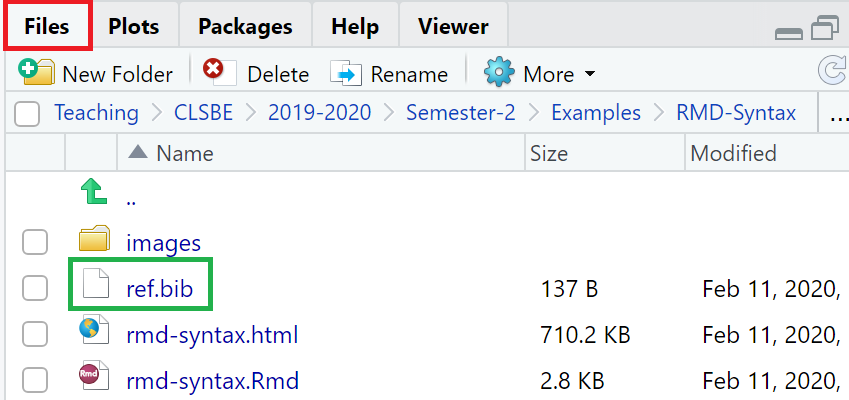 Files Plots Packages Help Viewer
New Folder Delete Rename More
Teaching > CLSBE > 2019-2020 > Semester-2 > Examples > RMD-Syntax ...
Name Size Modified
..
images
ref.bib 137 B Feb 11, 2020,
rmd-syntax.html 710.2 KB Feb 11, 2020,
Rmd rmd-syntax.Rmd 2.8 KB Feb 11, 2020,